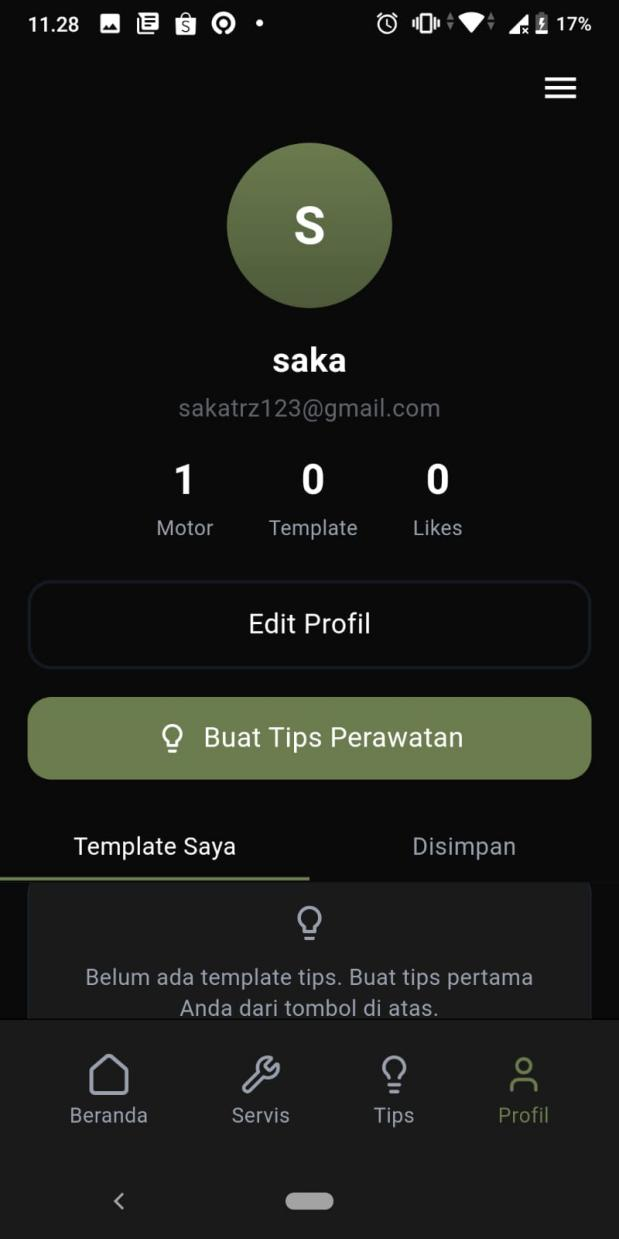 11.28
17%
S
saka
sakatrz123@gmail.com
1 0 0
Motor Template Likes
Edit Profil
Buat Tips Perawatan
Template Saya Disimpan
Belum ada template tips. Buat tips pertama
Anda dari tombol di atas.
Beranda Servis Tips Profil